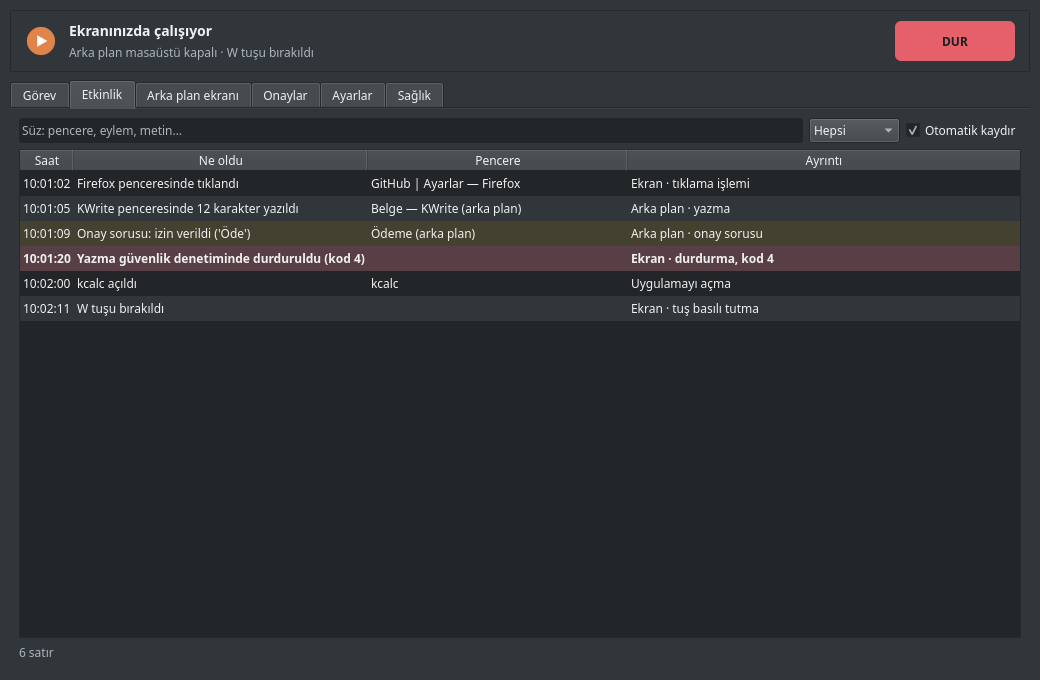 Ekranınızda çalışıyor
Arka plan masaüstü kapalı · W tuşu bırakıldı
DUR
Görev Etkinlik Arka plan ekranı Onaylar Ayarlar Sağlık
Süz: pencere, eylem, metin... Hepsi Otomatik kaydır
Saat Ne oldu Pencere Ayrıntı
10:01:02 Firefox penceresinde tıklandı GitHub | Ayarlar — Firefox Ekran · tıklama işlemi
10:01:05 KWrite penceresinde 12 karakter yazıldı Belge — KWrite (arka plan) Arka plan · yazma
10:01:09 Onay sorusu: izin verildi ('Öde') Ödeme (arka plan) Arka plan · onay sorusu
10:01:20 Yazma güvenlik denetiminde durduruldu (kod 4) Ekran · durdurma, kod 4
10:02:00 kcalc açıldı kcalc Uygulamayı açma
10:02:11 W tuşu bırakıldı Ekran · tuş basılı tutma
6 satır